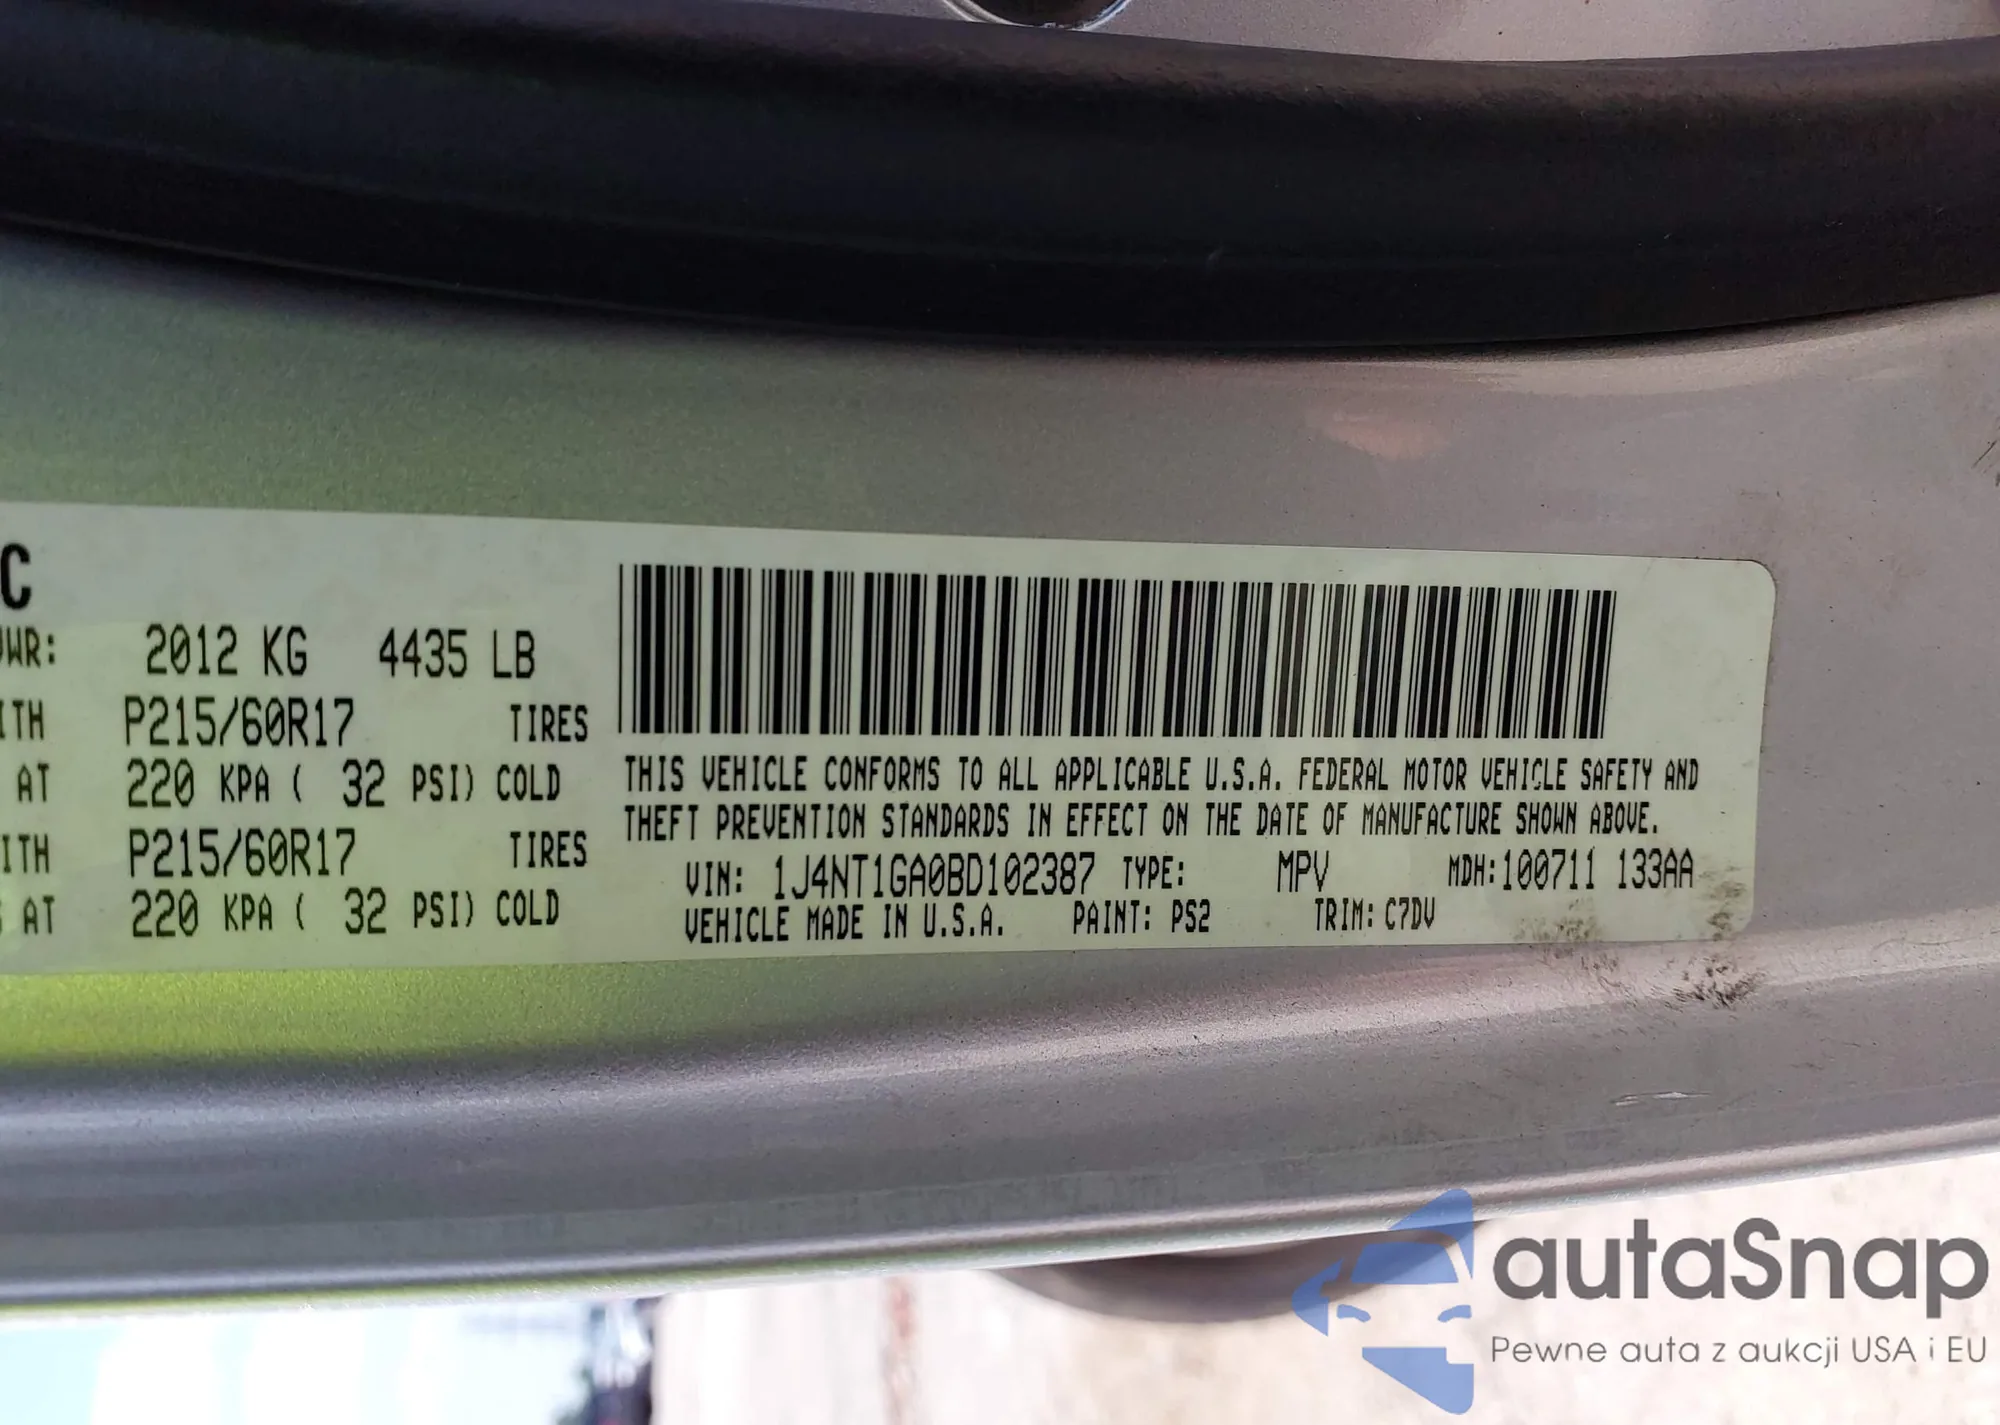 C
VWR: 2012 KG 4435 LB
ITH P215/60R17 TIRES
AT 220 KPA ( 32 PSI) COLD
ITH P215/60R17 TIRES
S AT 220 KPA ( 32 PSI) COLD
THIS VEHICLE CONFORMS TO ALL APPLICABLE U.S.A. FEDERAL MOTOR VEHICLE SAFETY AND
THEFT PREVENTION STANDARDS IN EFFECT ON THE DATE OF MANUFACTURE SHOWN ABOVE.
VIN: 1J4NT1GA0BD102387 TYPE: MPV MDH:100711 133AA
VEHICLE MADE IN U.S.A. PAINT: PS2 TRIM: C7DV
autaSnap
Pewne auta z aukcji USA i EU